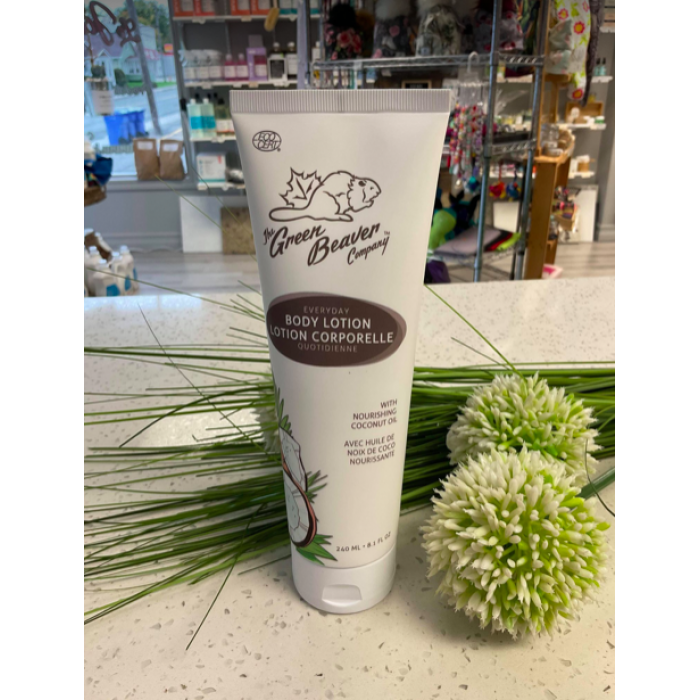 ECO
CERT
The
Green
Beaver™
Company
EVERYDAY
BODY LOTION
LOTION CORPORELLE
QUOTIDIENNE
WITH
NOURISHING
COCONUT OIL
AVEC HUILE DE
NOIX DE COCO
NOURISSANTE
240 ML • 8.1 FL OZ